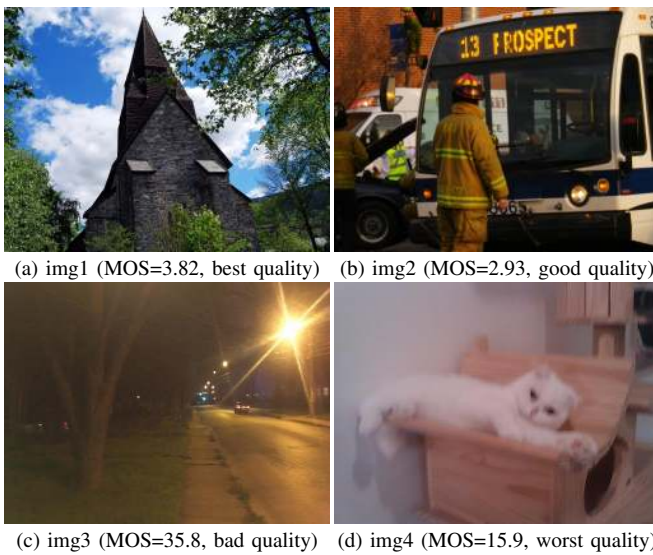 13 PROSPECT
(a) img1 (MOS=3.82, best quality)
(b) img2 (MOS=2.93, good quality)
(c) img3 (MOS=35.8, bad quality)
(d) img4 (MOS=15.9, worst quality)